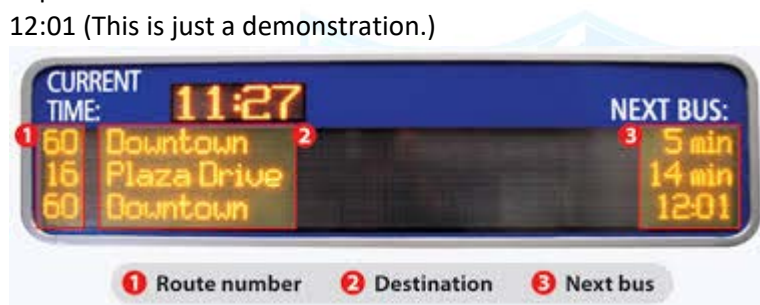 12:01 (This is just a demonstration.)
CURRENT
TIME: 11:27 NEXT BUS:
1 60 Downtown 2 3 5 min
16 Plaza Drive 14 min
60 Downtown 12:01
1 Route number 2 Destination 3 Next bus